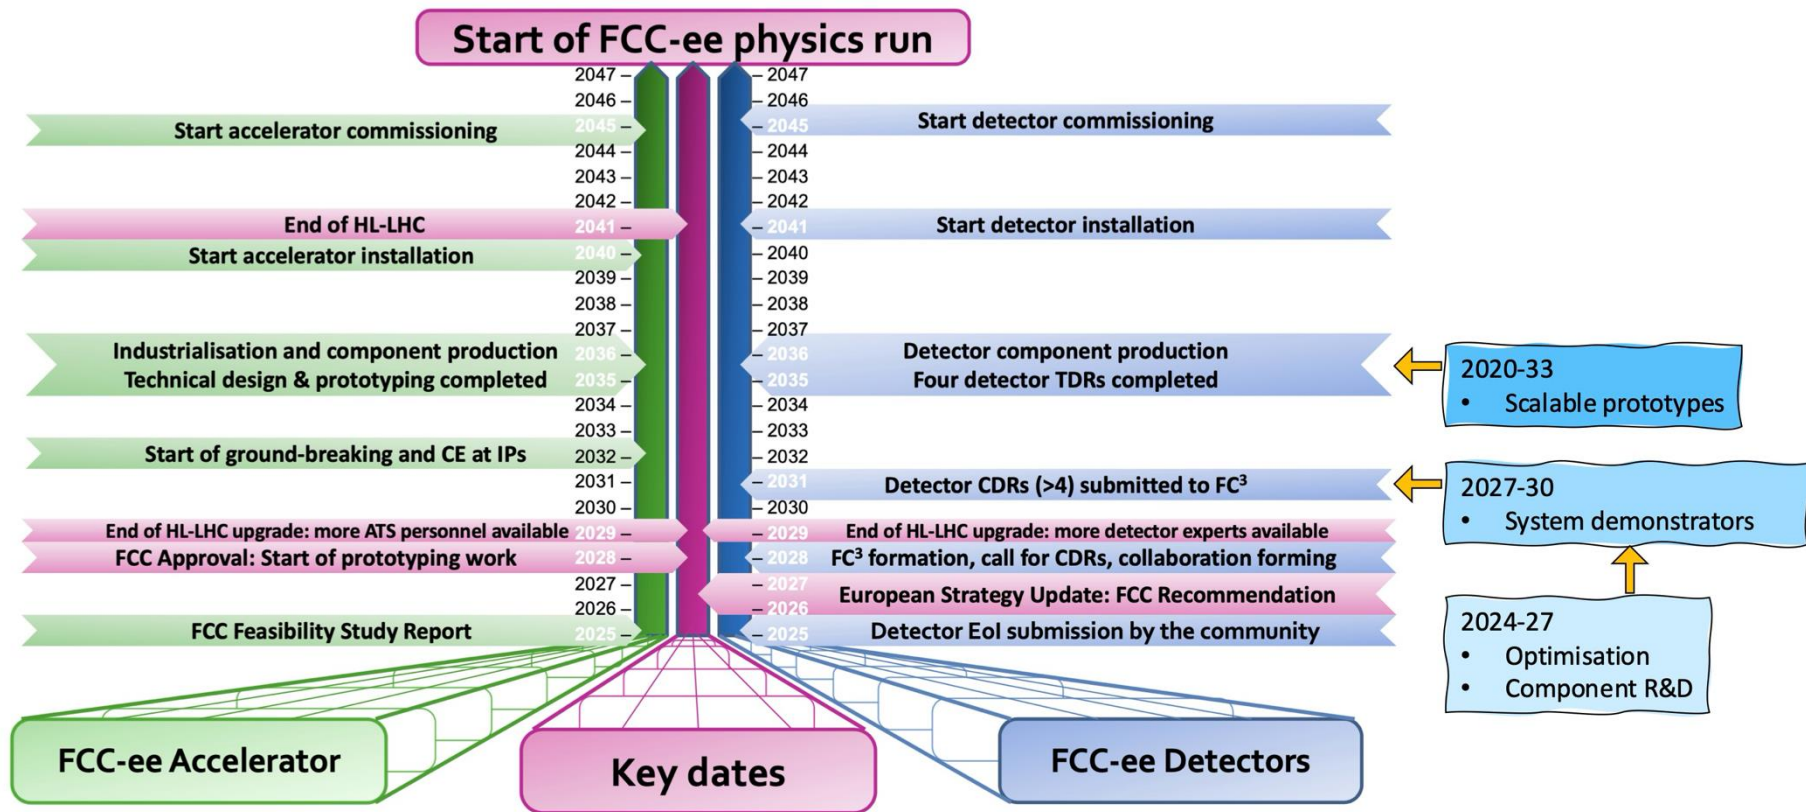 Start of FCC-ee physics run
2047 – – 2047
2046 – – 2046
Start accelerator commissioning 2045 – – 2045 Start detector commissioning
2044 – – 2044
2043 – – 2043
2042 – – 2042
End of HL-LHC 2041 – – 2041 Start detector installation
Start accelerator installation 2040 – – 2040
2039 – – 2039
2038 – – 2038
2037 – – 2037
Industrialisation and component production 2036 – – 2036 Detector component production
Technical design & prototyping completed 2035 – – 2035 Four detector TDRs completed
2034 – – 2034
2033 – – 2033
Start of ground-breaking and CE at IPs 2032 – – 2032
2031 – – 2031 Detector CDRs (>4) submitted to FC³
2030 – – 2030
End of HL-LHC upgrade: more ATS personnel available 2029 – – 2029 End of HL-LHC upgrade: more detector experts available
FCC Approval: Start of prototyping work 2028 – – 2028 FC³ formation, call for CDRs, collaboration forming
2027 – – 2027
European Strategy Update: FCC Recommendation
2026 – – 2026
FCC Feasibility Study Report 2025 – – 2025 Detector EoI submission by the community
2020-33
• Scalable prototypes
2027-30
• System demonstrators
2024-27
• Optimisation
• Component R&D
FCC-ee Accelerator
Key dates
FCC-ee Detectors